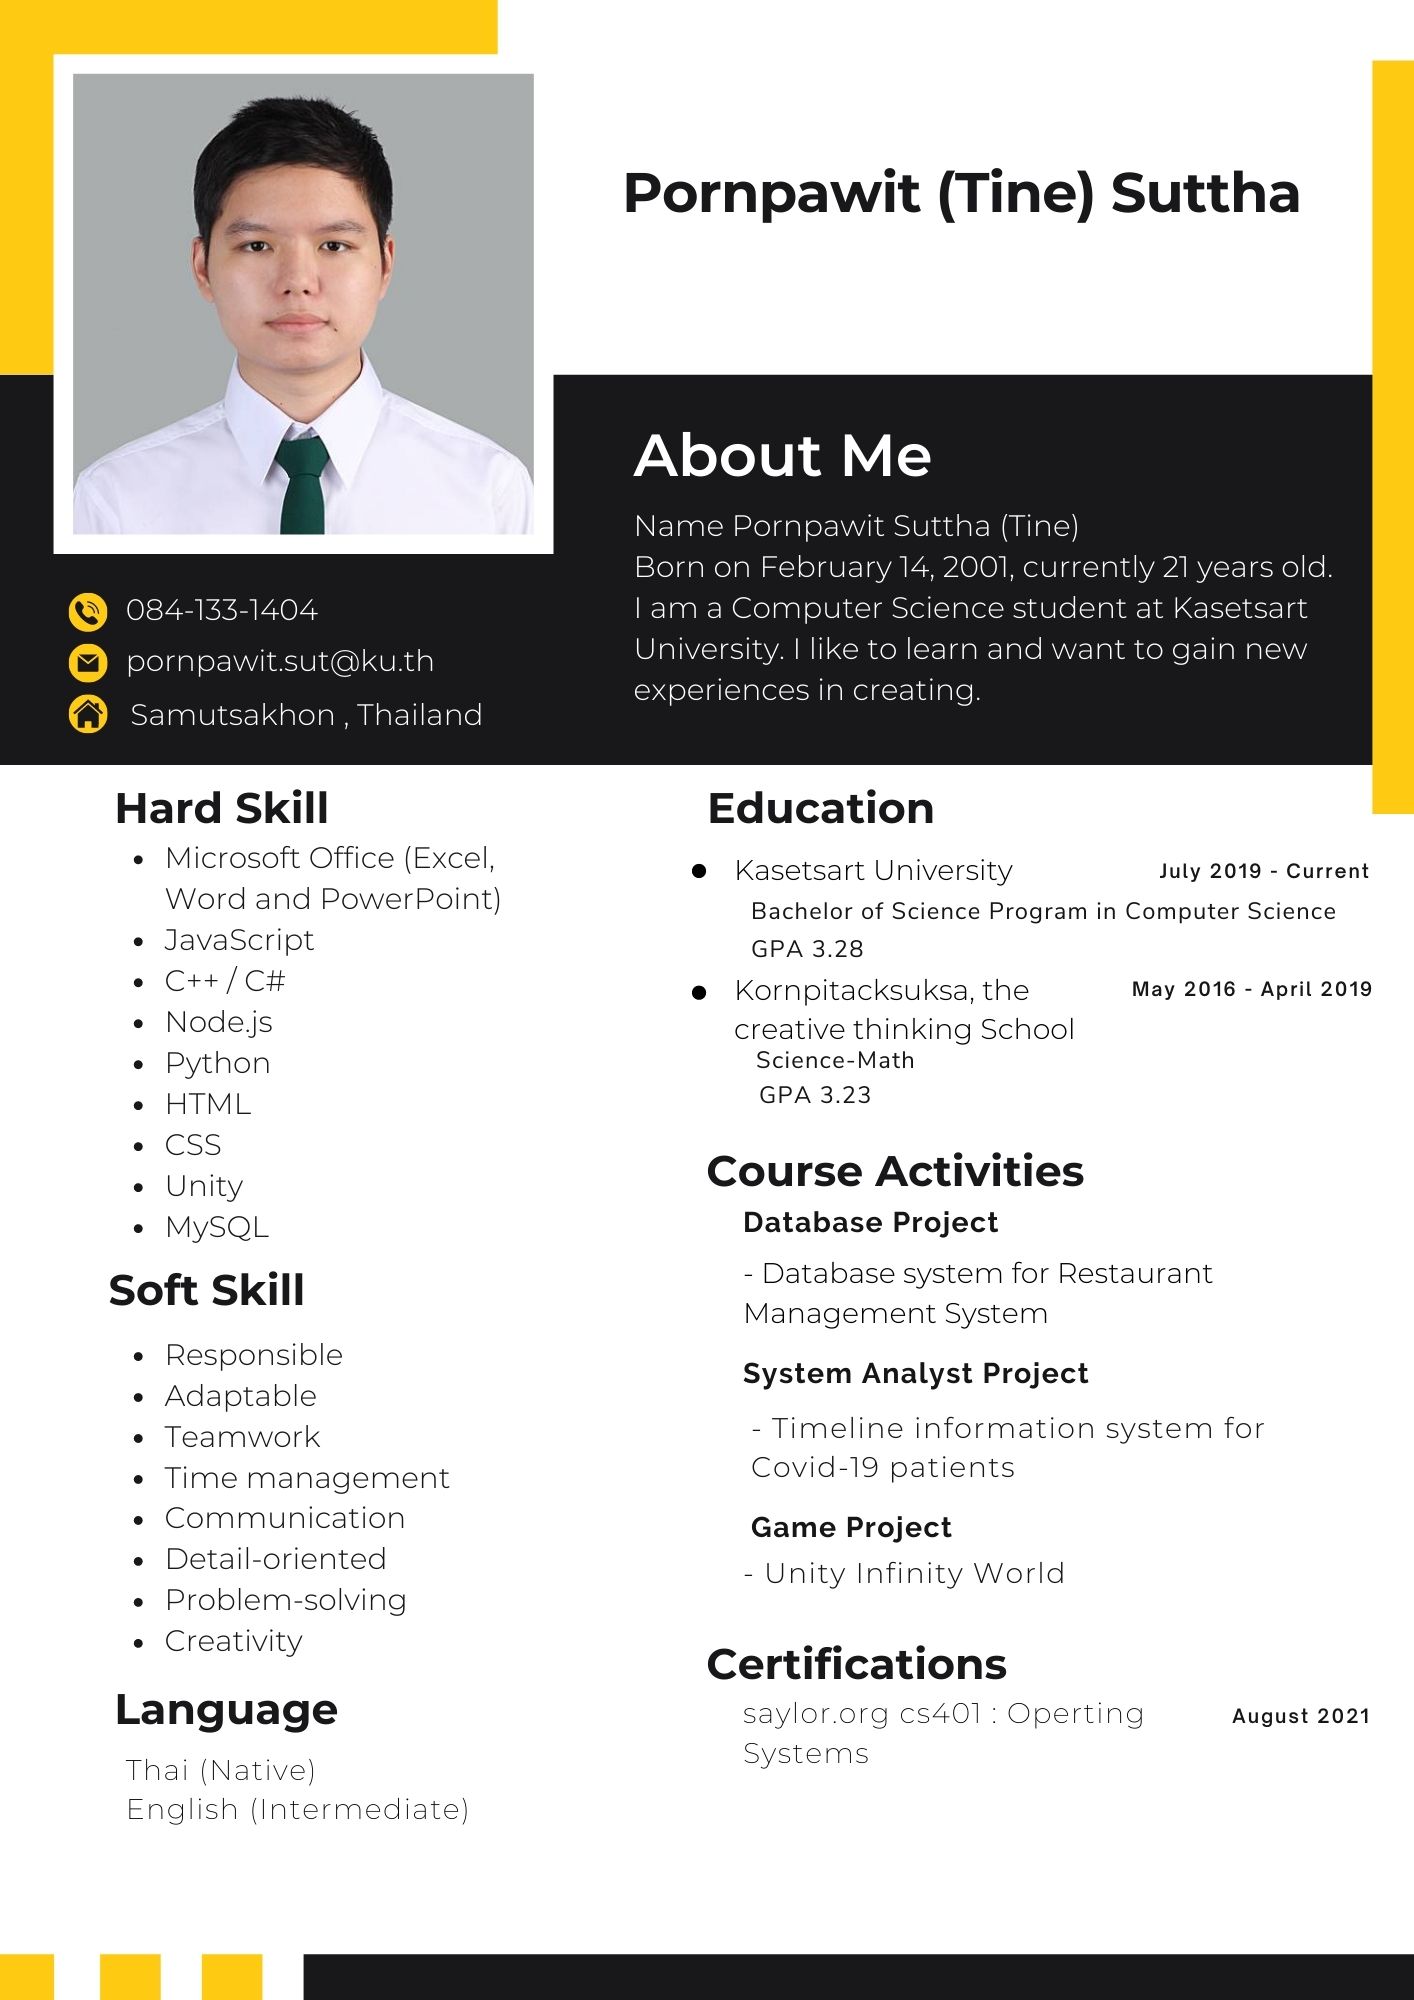 Pornpawit (Tine) Suttha
About Me
Name Pornpawit Suttha (Tine)
Born on February 14, 2001, currently 21 years old.
I am a Computer Science student at Kasetsart
University. I like to learn and want to gain new
experiences in creating.
084-133-1404
pornpawit.sut@ku.th
Samutsakhon , Thailand
Hard Skill
• Microsoft Office (Excel,
Word and PowerPoint)
• JavaScript
• C++ / C#
• Node.js
• Python
• HTML
• CSS
• Unity
• MySQL
Soft Skill
• Responsible
• Adaptable
• Teamwork
• Time management
• Communication
• Detail-oriented
• Problem-solving
• Creativity
Language
Thai (Native)
English (Intermediate)
Education
• Kasetsart University July 2019 - Current
Bachelor of Science Program in Computer Science
GPA 3.28
• Kornpitacksuksa, the May 2016 - April 2019
creative thinking School
Science-Math
GPA 3.23
Course Activities
Database Project
- Database system for Restaurant
Management System
System Analyst Project
- Timeline information system for
Covid-19 patients
Game Project
- Unity Infinity World
Certifications
saylor.org cs401 : Operting August 2021
Systems